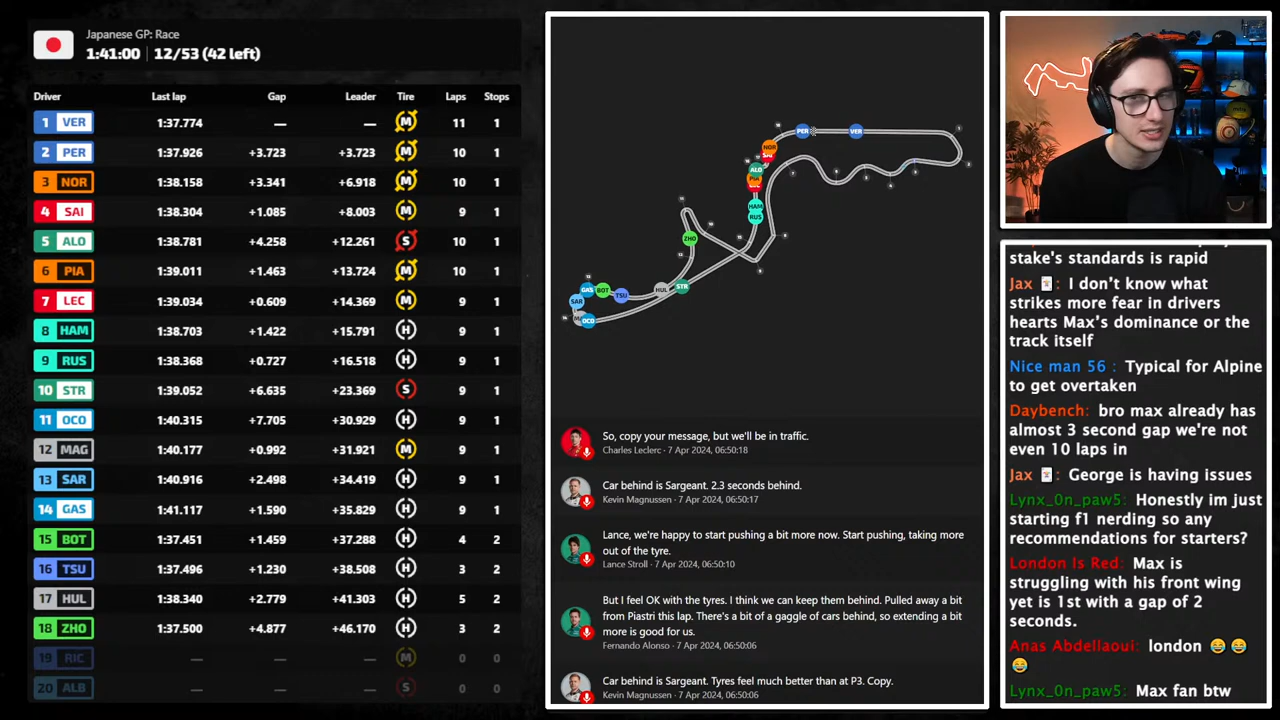 Japanese GP: Race
1:41:00 12/53 (42 left)
Driver Last lap Gap Leader Tire Laps Stops
1 VER 1:37.774 — — M 11 1
2 PER 1:37.926 +3.723 +3.723 M 10 1
3 NOR 1:38.158 +3.341 +6.918 M 10 1
4 SAI 1:38.304 +1.085 +8.003 M 9 1
5 ALO 1:38.781 +4.258 +12.261 S 10 1
6 PIA 1:39.011 +1.463 +13.724 M 10 1
7 LEC 1:39.034 +0.609 +14.369 M 9 1
8 HAM 1:38.703 +1.422 +15.791 H 9 1
9 RUS 1:38.368 +0.727 +16.518 H 9 1
10 STR 1:39.052 +6.635 +23.369 S 9 1
11 OCO 1:40.315 +7.705 +30.929 H 9 1
12 MAG 1:40.177 +0.992 +31.921 M 9 1
13 SAR 1:40.916 +2.498 +34.419 H 9 1
14 GAS 1:41.117 +1.590 +35.829 H 9 1
15 BOT 1:37.451 +1.459 +37.288 H 4 2
16 TSU 1:37.496 +1.230 +38.508 H 3 2
17 HUL 1:38.340 +2.779 +41.303 H 5 2
18 ZHO 1:37.500 +4.877 +46.170 H 3 2
19 RIC — — — M 0 0
20 ALB — — — S 0 0
PER VER
NOR
ALO
PIA
HAM
RUS
ZHO
STR
HUL
GAS BOT TSU
SAR
OCO
So, copy your message, but we'll be in traffic.
Charles Leclerc · 7 Apr 2024, 06:50:18
Car behind is Sargeant. 2.3 seconds behind.
Kevin Magnussen · 7 Apr 2024, 06:50:17
Lance, we're happy to start pushing a bit more now. Start pushing, taking more
out of the tyre.
Lance Stroll · 7 Apr 2024, 06:50:10
But I feel OK with the tyres. I think we can keep them behind. Pulled away a bit
from Piastri this lap. There's a bit of a gaggle of cars behind, so extending a bit
more is good for us.
Fernando Alonso · 7 Apr 2024, 06:50:06
Car behind is Sargeant. Tyres feel much better than at P3. Copy.
Kevin Magnussen · 7 Apr 2024, 06:50:06
stake's standards is rapid
Jax 🃏: I don't know what
strikes more fear in drivers
hearts Max's dominance or the
track itself
Nice man 56 : Typical for Alpine
to get overtaken
Daybench: bro max already has
almost 3 second gap we're not
even 10 laps in
Jax 🃏: George is having issues
Lynx_0n_paw5: Honestly im just
starting f1 nerding so any
recommendations for starters?
London Is Red: Max is
struggling with his front wing
yet is 1st with a gap of 2
seconds.
Anas Abdellaoui: london 😂😂
😂
Lynx_0n_paw5: Max fan btw